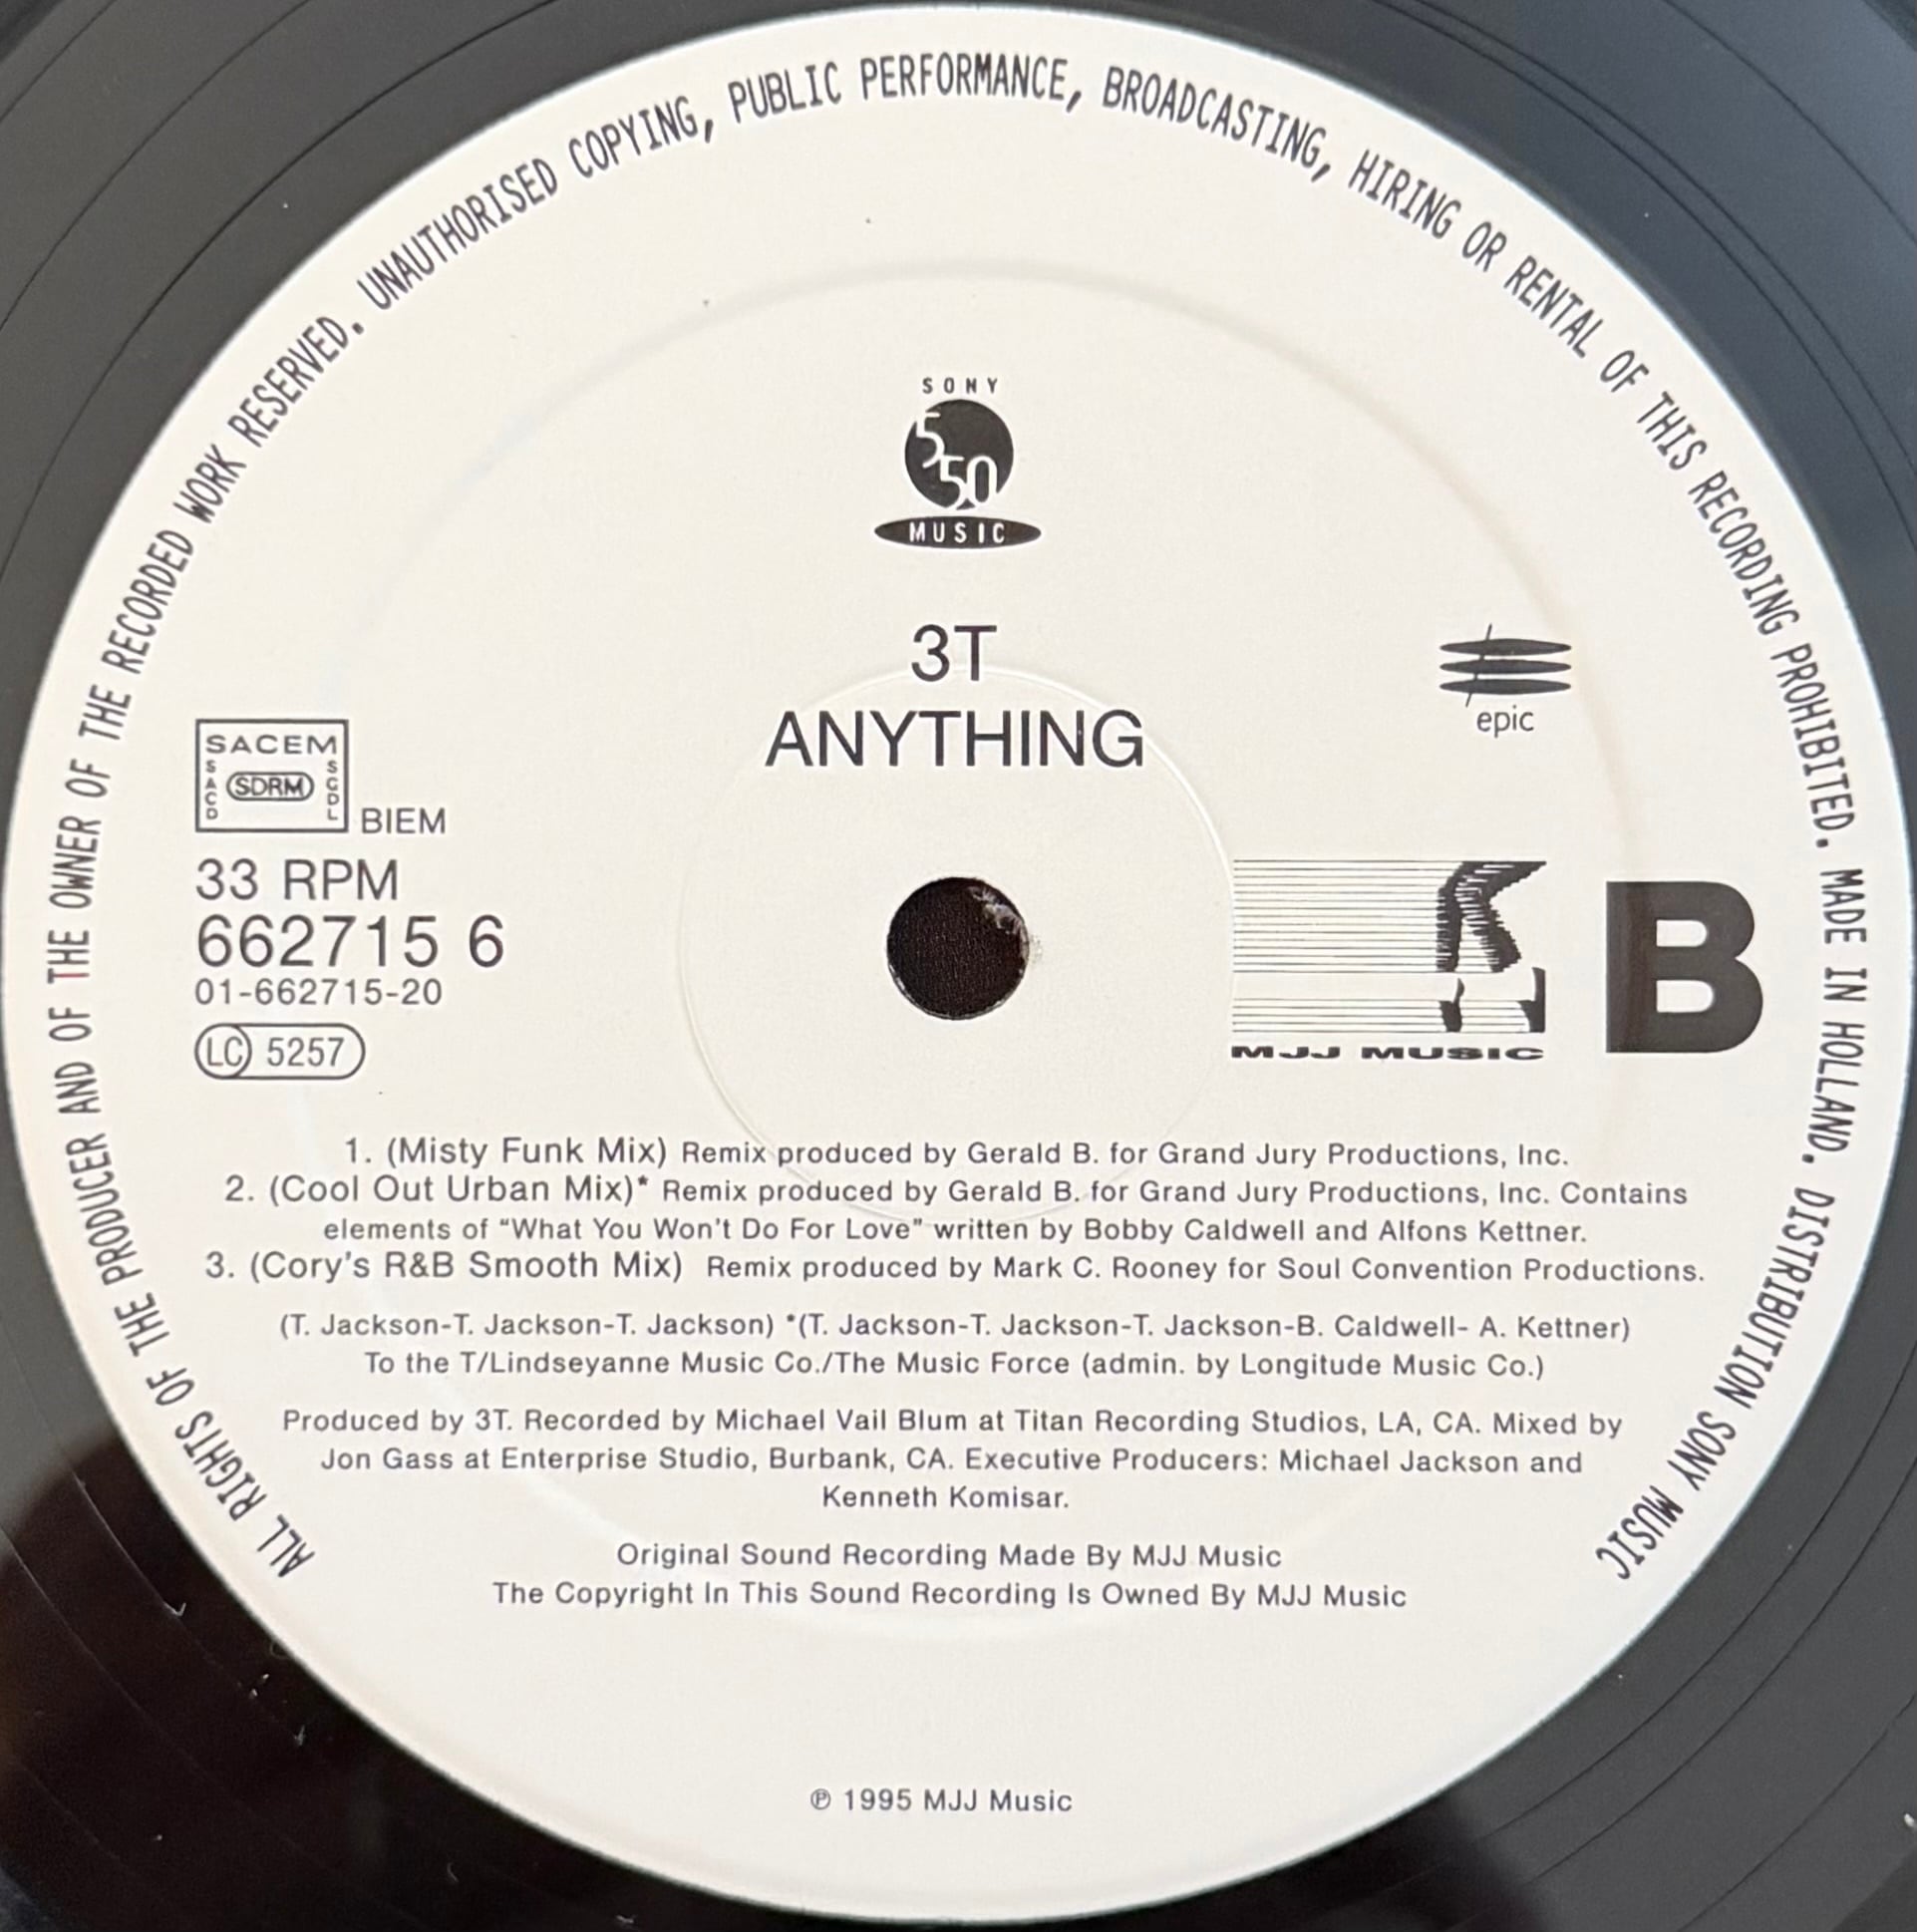 ALL RIGHTS OF THE PRODUCER AND OF THE OWNER OF THE RECORDED WORK RESERVED. UNAUTHORISED COPYING, PUBLIC PERFORMANCE, BROADCASTING, HIRING OR RENTAL OF THIS RECORDING PROHIBITED. MADE IN HOLLAND. DISTRIBUTION SONY MUSIC
SONY
550
MUSIC
3T
ANYTHING
epic
SACEM
SACD
SDRM
SGDL
BIEM
33 RPM
662715 6
01-662715-20
LC 5257
MJJ MUSIC
B
1. (Misty Funk Mix) Remix produced by Gerald B. for Grand Jury Productions, Inc.
2. (Cool Out Urban Mix)* Remix produced by Gerald B. for Grand Jury Productions, Inc. Contains
elements of “What You Won't Do For Love” written by Bobby Caldwell and Alfons Kettner.
3. (Cory's R&B Smooth Mix) Remix produced by Mark C. Rooney for Soul Convention Productions.
(T. Jackson-T. Jackson-T. Jackson) *(T. Jackson-T. Jackson-T. Jackson-B. Caldwell- A. Kettner)
To the T/Lindseyanne Music Co./The Music Force (admin. by Longitude Music Co.)
Produced by 3T. Recorded by Michael Vail Blum at Titan Recording Studios, LA, CA. Mixed by
Jon Gass at Enterprise Studio, Burbank, CA. Executive Producers: Michael Jackson and
Kenneth Komisar.
Original Sound Recording Made By MJJ Music
The Copyright In This Sound Recording Is Owned By MJJ Music
℗ 1995 MJJ Music